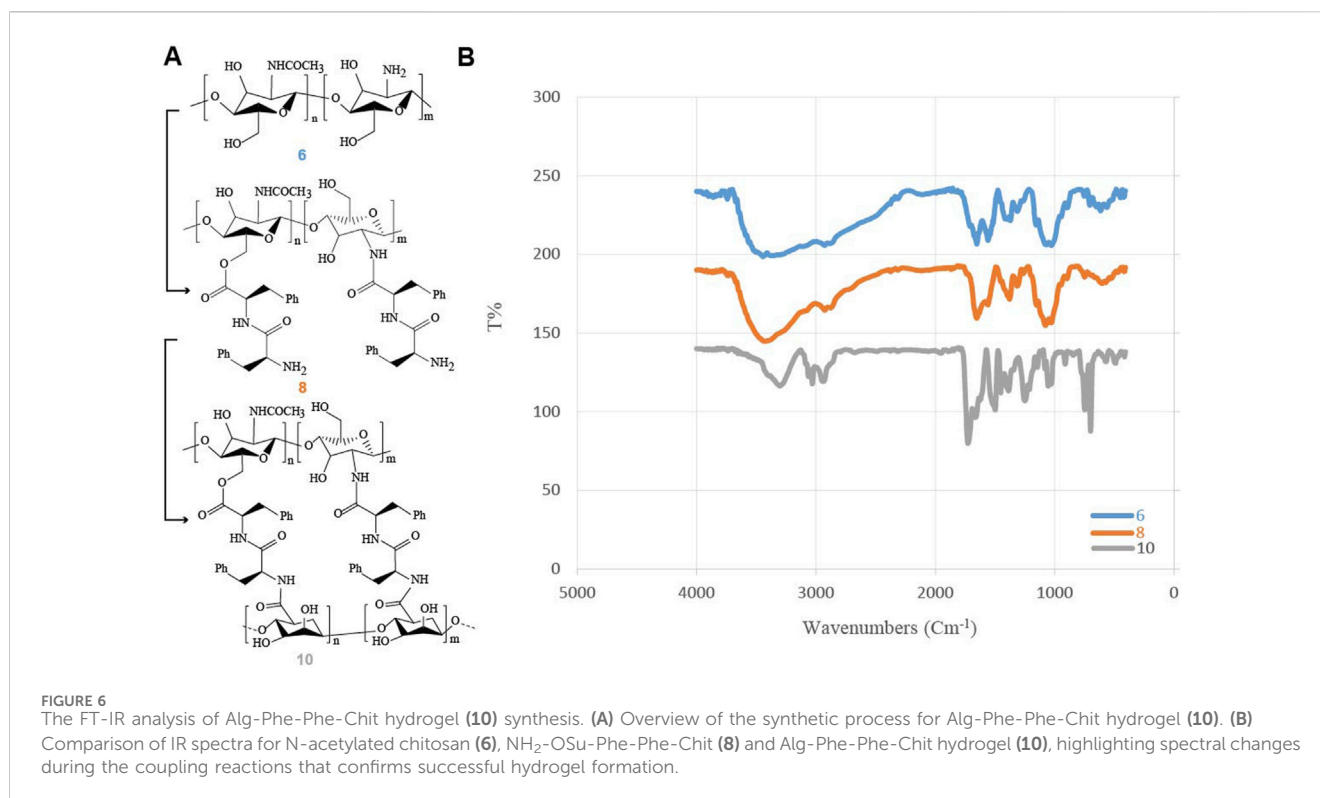 A
B
HO
NHCOCH3
HO
NH2
O
O
O
O
n
m
HO
HO
6
HO
NHCOCH3
HO
O
O
O
O
n
m
O
HO
NH
O
O
Ph
Ph
HN
O
HN
O
Ph
NH2
Ph
NH2
8
HO
NHCOCH3
HO
O
O
O
O
n
m
O
HO
NH
O
O
Ph
Ph
HN
O
HN
O
Ph
NH
Ph
NH
O
OH
O
OH
O
O
O
HO
n
HO
m
10
300
250
200
150
100
50
0
T%
5000
4000
3000
2000
1000
0
Wavenumbers (Cm-1)
6
8
10
FIGURE 6
The FT-IR analysis of Alg-Phe-Phe-Chit hydrogel (10) synthesis. (A) Overview of the synthetic process for Alg-Phe-Phe-Chit hydrogel (10). (B)
Comparison of IR spectra for N-acetylated chitosan (6), NH2-OSu-Phe-Phe-Chit (8) and Alg-Phe-Phe-Chit hydrogel (10), highlighting spectral changes
during the coupling reactions that confirms successful hydrogel formation.